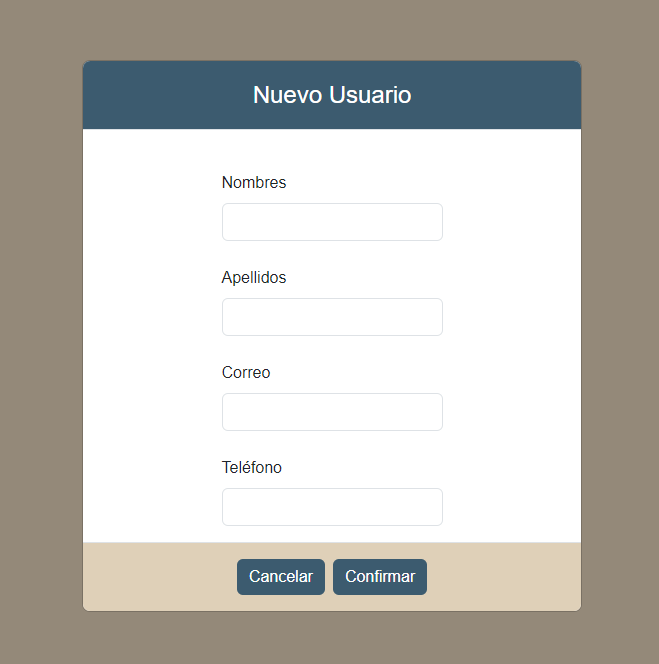 Nuevo Usuario
Nombres
Apellidos
Correo
Teléfono
Cancelar Confirmar